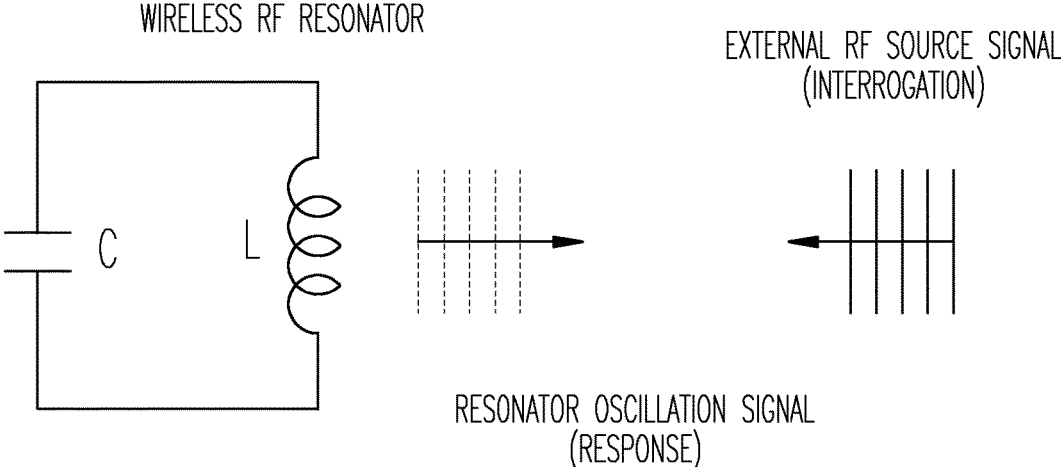 WIRELESS RF RESONATOR
EXTERNAL RF SOURCE SIGNAL
(INTERROGATION)
C
L
RESONATOR OSCILLATION SIGNAL
(RESPONSE)